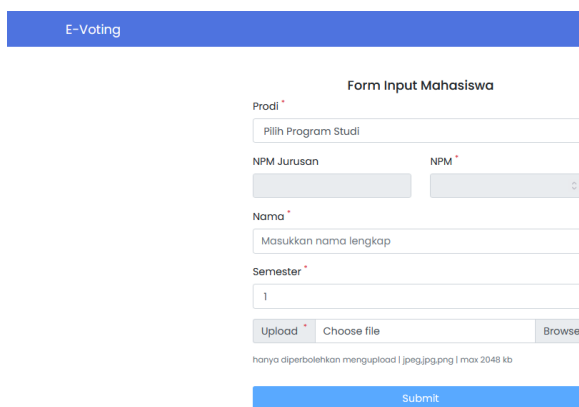 E-Voting
Form Input Mahasiswa
Prodi *
Pilih Program Studi
NPM Jurusan NPM *
Nama *
Masukkan nama lengkap
Semester *
1
Upload * Choose file Browse
hanya diperbolehkan mengupload | jpeg,jpg,png | max 2048 kb
Submit